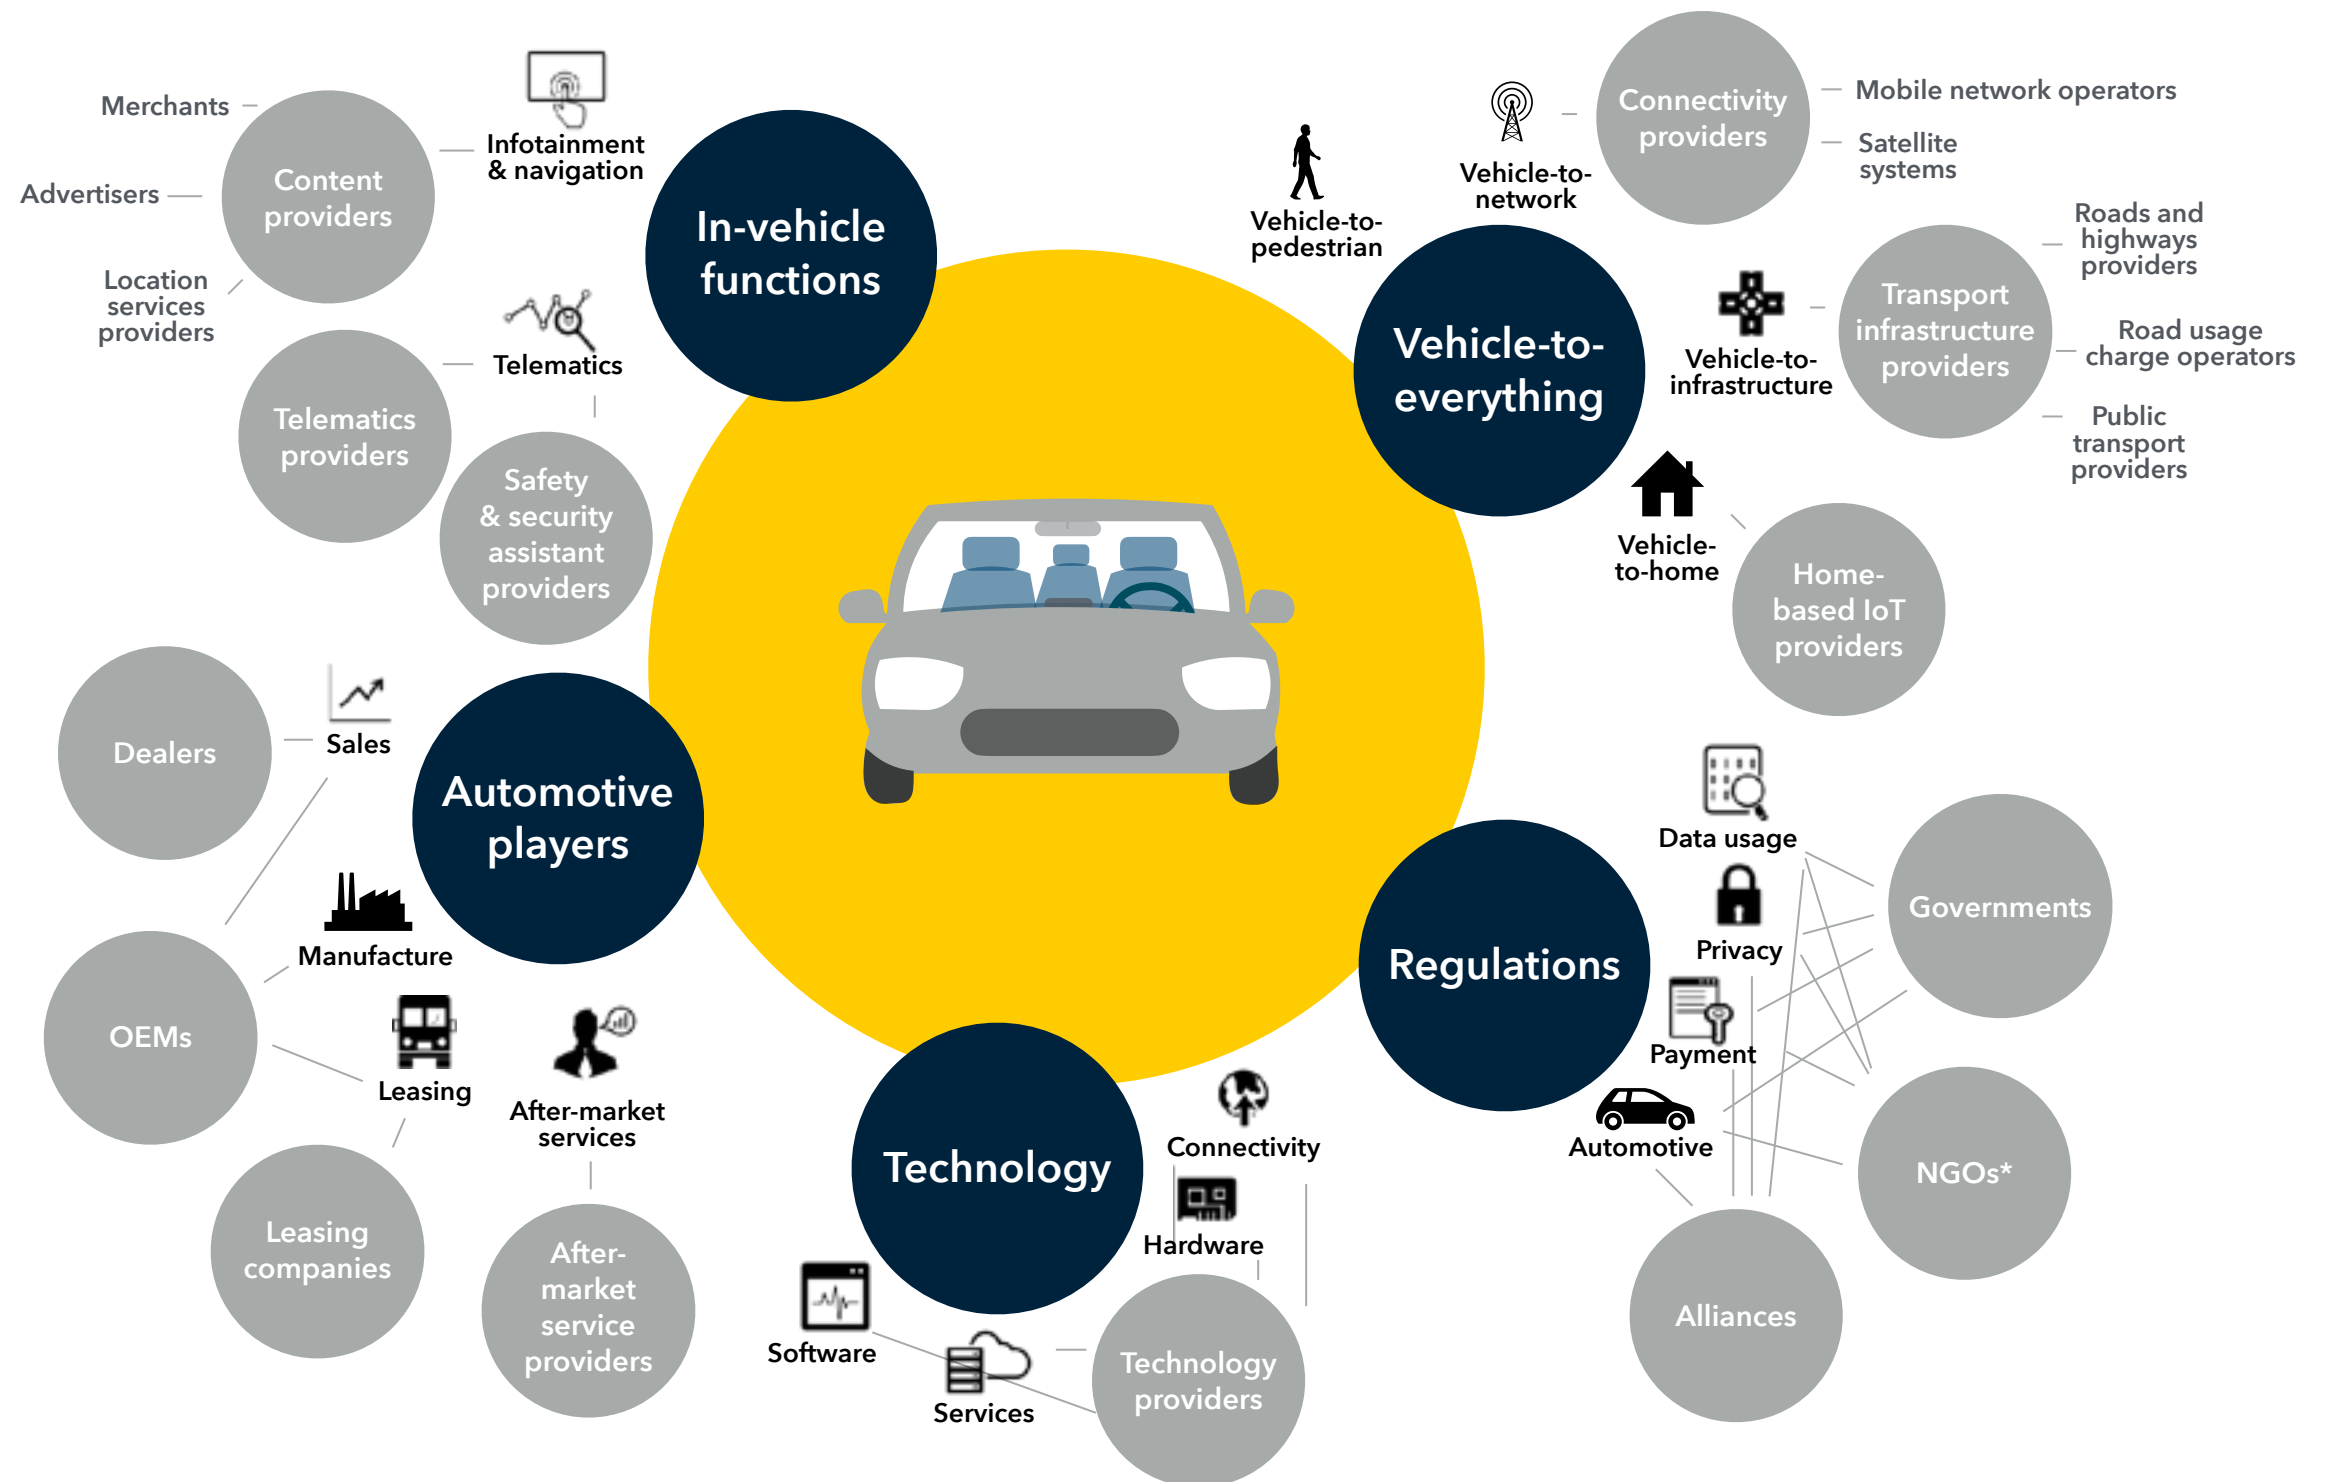 Merchants
Advertisers
Location
services
providers
Content
providers
Infotainment
& navigation
Telematics
Telematics
providers
Safety
& security
assistant
providers
In-vehicle
functions
Vehicle-to-
pedestrian
Vehicle-to-
network
Connectivity
providers
Mobile network operators
Satellite
systems
Vehicle-to-
everything
Vehicle-to-
infrastructure
Transport
infrastructure
providers
Roads and
highways
providers
Road usage
charge operators
Public
transport
providers
Vehicle-
to-home
Home-
based IoT
providers
Dealers
Sales
Automotive
players
Manufacture
OEMs
Leasing
Leasing
companies
After-market
services
After-
market
service
providers
Technology
Connectivity
Hardware
Software
Services
Technology
providers
Regulations
Data usage
Privacy
Payment
Automotive
Governments
NGOs*
Alliances